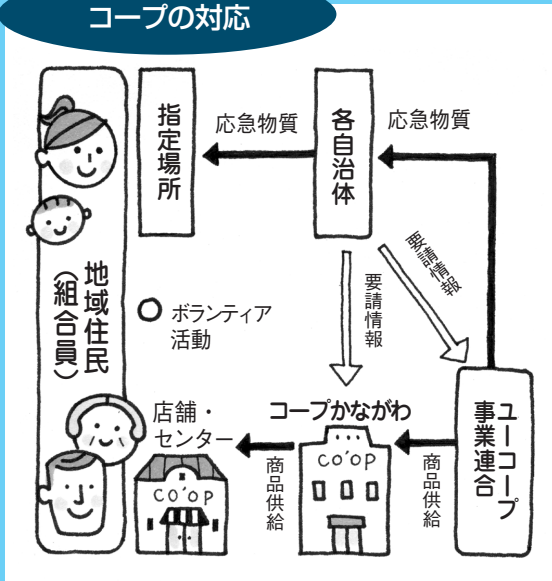 コープの対応
地域住民
（組合員）
指定場所
応急物質
各自治体
応急物質
要請情報
要請情報
ボランティア
活動
店舗・
センター
CO・OP
商品供給
コープかながわ
CO・OP
商品供給
ユーコープ
事業連合